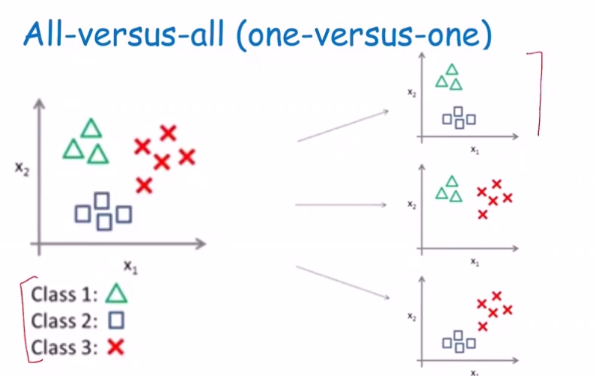 All-versus-all (one-versus-one)
x₂
x₁
Class 1:
Class 2:
Class 3:
x₂
x₁
x₂
x₁
x₂
x.